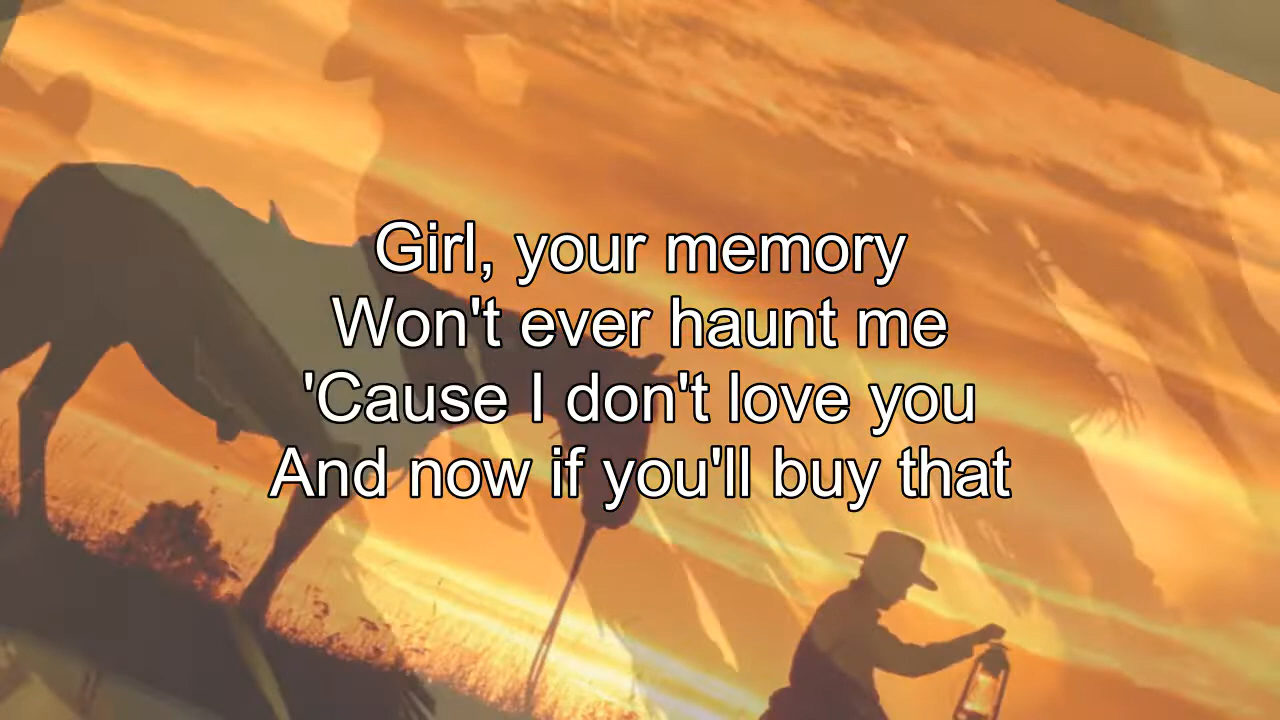 Girl, your memory
Won't ever haunt me
'Cause I don't love you
And now if you'll buy that